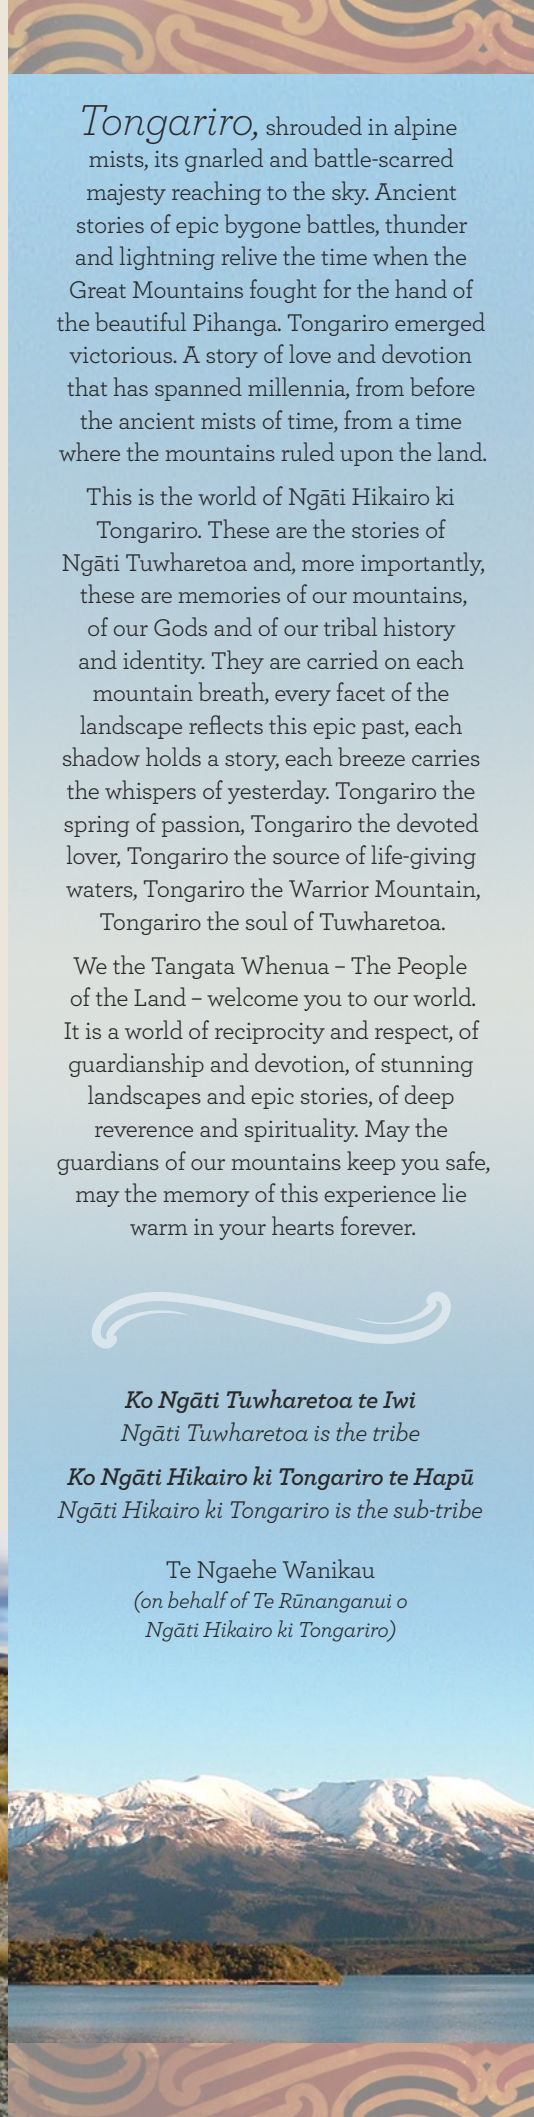 Tongariro, shrouded in alpine
mists, its gnarled and battle-scarred
majesty reaching to the sky. Ancient
stories of epic bygone battles, thunder
and lightning relive the time when the
Great Mountains fought for the hand of
the beautiful Pihanga. Tongariro emerged
victorious. A story of love and devotion
that has spanned millennia, from before
the ancient mists of time, from a time
where the mountains ruled upon the land.
This is the world of Ngāti Hikairo ki
Tongariro. These are the stories of
Ngāti Tuwharetoa and, more importantly,
these are memories of our mountains,
of our Gods and of our tribal history
and identity. They are carried on each
mountain breath, every facet of the
landscape reflects this epic past, each
shadow holds a story, each breeze carries
the whispers of yesterday. Tongariro the
spring of passion, Tongariro the devoted
lover, Tongariro the source of life-giving
waters, Tongariro the Warrior Mountain,
Tongariro the soul of Tuwharetoa.
We the Tangata Whenua – The People
of the Land – welcome you to our world.
It is a world of reciprocity and respect, of
guardianship and devotion, of stunning
landscapes and epic stories, of deep
reverence and spirituality. May the
guardians of our mountains keep you safe,
may the memory of this experience lie
warm in your hearts forever.
Ko Ngāti Tuwharetoa te Iwi
Ngāti Tuwharetoa is the tribe
Ko Ngāti Hikairo ki Tongariro te Hapū
Ngāti Hikairo ki Tongariro is the sub-tribe
Te Ngaehe Wanikau
(on behalf of Te Rūnanganui o
Ngāti Hikairo ki Tongariro)